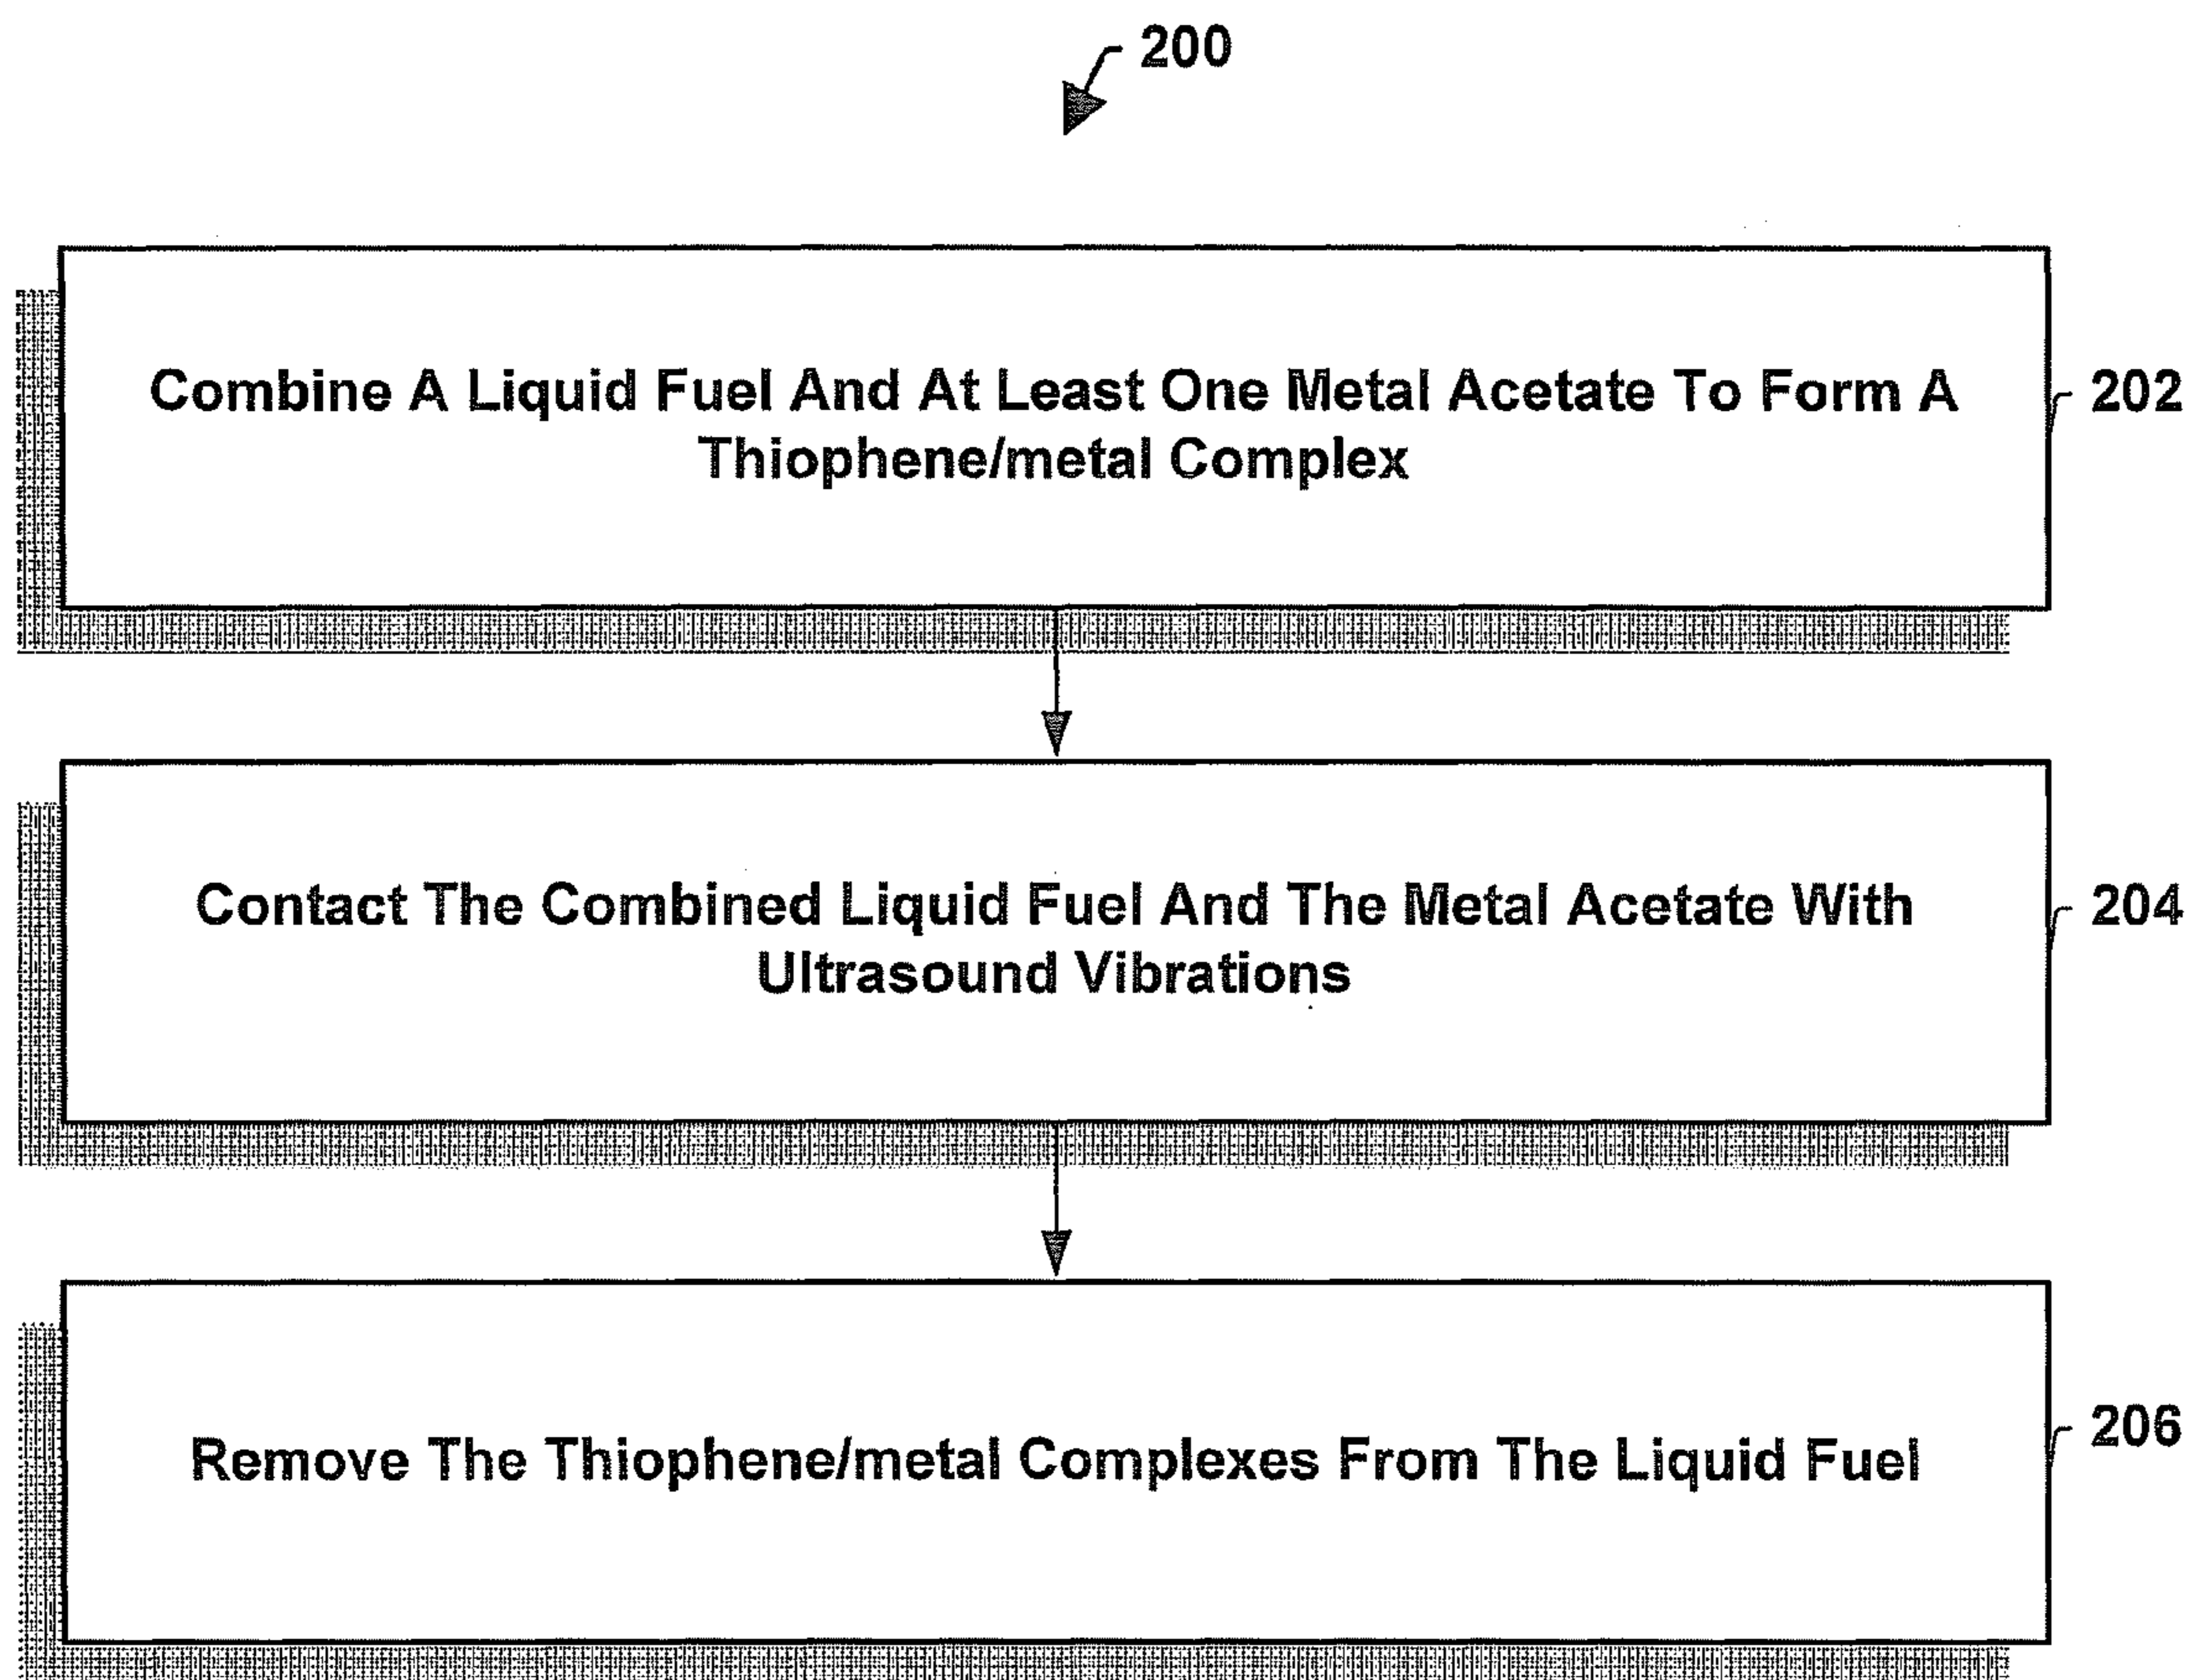 200
Combine A Liquid Fuel And At Least One Metal Acetate To Form A
Thiophene/metal Complex
202
Contact The Combined Liquid Fuel And The Metal Acetate With
Ultrasound Vibrations
204
Remove The Thiophene/metal Complexes From The Liquid Fuel
206